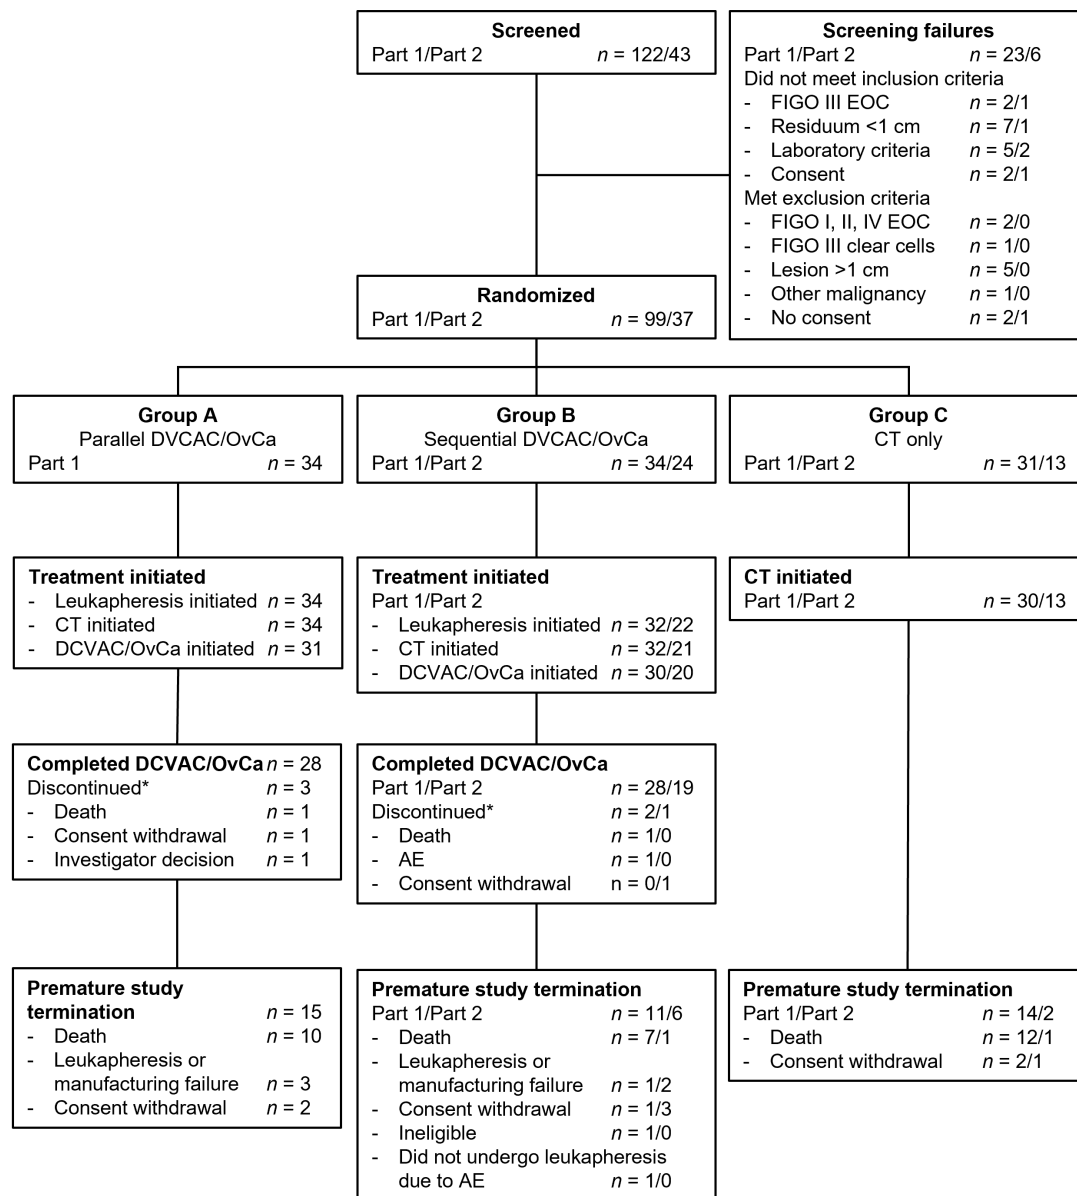 Screened
Part 1/Part 2 n = 122/43
Screening failures
Part 1/Part 2 n = 23/6
Did not meet inclusion criteria
- FIGO III EOC n = 2/1
- Residuum <1 cm n = 7/1
- Laboratory criteria n = 5/2
- Consent n = 2/1
Met exclusion criteria
- FIGO I, II, IV EOC n = 2/0
- FIGO III clear cells n = 1/0
- Lesion >1 cm n = 5/0
- Other malignancy n = 1/0
- No consent n = 2/1
Randomized
Part 1/Part 2 n = 99/37
Group A
Parallel DVCAC/OvCa
Part 1 n = 34
Group B
Sequential DVCAC/OvCa
Part 1/Part 2 n = 34/24
Group C
CT only
Part 1/Part 2 n = 31/13
Treatment initiated
- Leukapheresis initiated n = 34
- CT initiated n = 34
- DCVAC/OvCa initiated n = 31
Treatment initiated
Part 1/Part 2
- Leukapheresis initiated n = 32/22
- CT initiated n = 32/21
- DCVAC/OvCa initiated n = 30/20
CT initiated
Part 1/Part 2 n = 30/13
Completed DCVAC/OvCa n = 28
Discontinued* n = 3
- Death n = 1
- Consent withdrawal n = 1
- Investigator decision n = 1
Completed DCVAC/OvCa
Part 1/Part 2 n = 28/19
Discontinued* n = 2/1
- Death n = 1/0
- AE n = 1/0
- Consent withdrawal n = 0/1
Premature study
termination n = 15
- Death n = 10
- Leukapheresis or
manufacturing failure n = 3
- Consent withdrawal n = 2
Premature study termination
Part 1/Part 2 n = 11/6
- Death n = 7/1
- Leukapheresis or
manufacturing failure n = 1/2
- Consent withdrawal n = 1/3
- Ineligible n = 1/0
- Did not undergo leukapheresis
due to AE n = 1/0
Premature study termination
Part 1/Part 2 n = 14/2
- Death n = 12/1
- Consent withdrawal n = 2/1